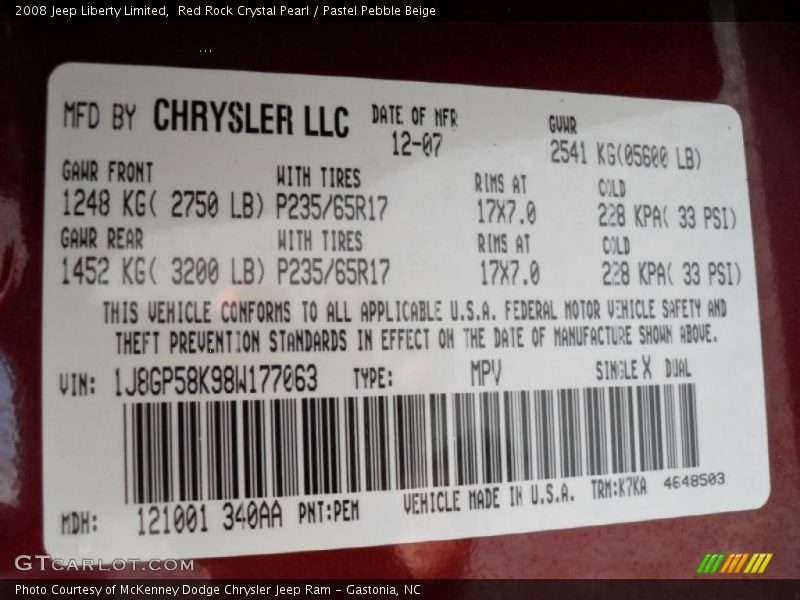 2008 Jeep Liberty Limited,  Red Rock Crystal Pearl / Pastel Pebble Beige
MFD BY CHRYSLER LLC DATE OF MFR GVWR
12-07 2541 KG(05600 LB)
GAWR FRONT WITH TIRES RIMS AT COLD
1248 KG( 2750 LB) P235/65R17 17X7.0 228 KPA( 33 PSI)
GAWR REAR WITH TIRES RIMS AT COLD
1452 KG( 3200 LB) P235/65R17 17X7.0 228 KPA( 33 PSI)
THIS VEHICLE CONFORMS TO ALL APPLICABLE U.S.A. FEDERAL MOTOR VEHICLE SAFETY AND
THEFT PREVENTION STANDARDS IN EFFECT ON THE DATE OF MANUFACTURE SHOWN ABOVE.
VIN: 1J8GP58K98W177063 TYPE: MPV SINGLE X DUAL
MDH: 121001 340AA PNT:PEM VEHICLE MADE IN U.S.A. TRM:K7KA 4648503
GTCARLOT.COM
Photo Courtesy of McKenney Dodge Chrysler Jeep Ram - Gastonia, NC